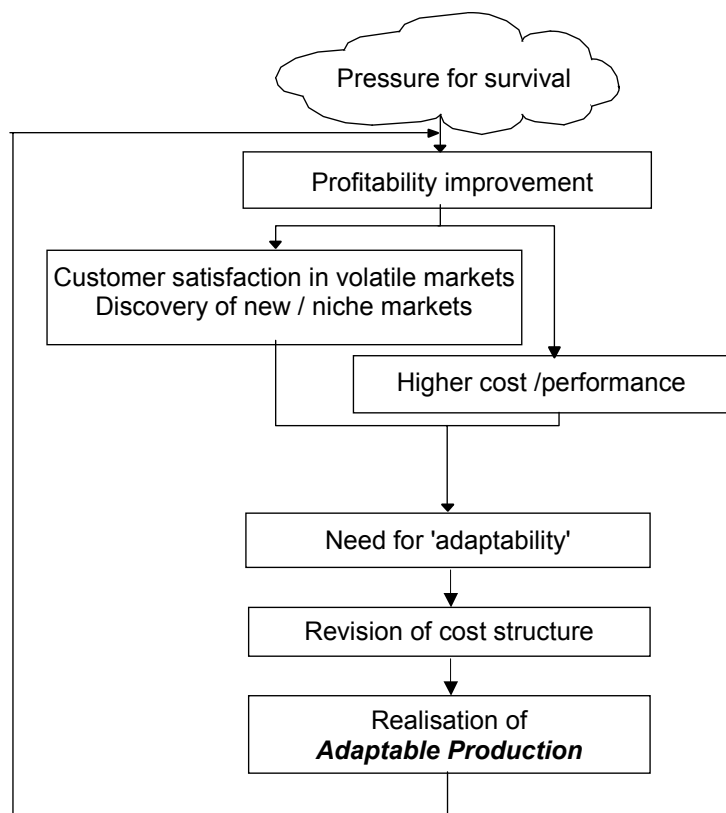 Pressure for survival
Profitability improvement
Customer satisfaction in volatile markets
Discovery of new / niche markets
Higher cost /performance
Need for 'adaptability'
Revision of cost structure
Realisation of
Adaptable Production